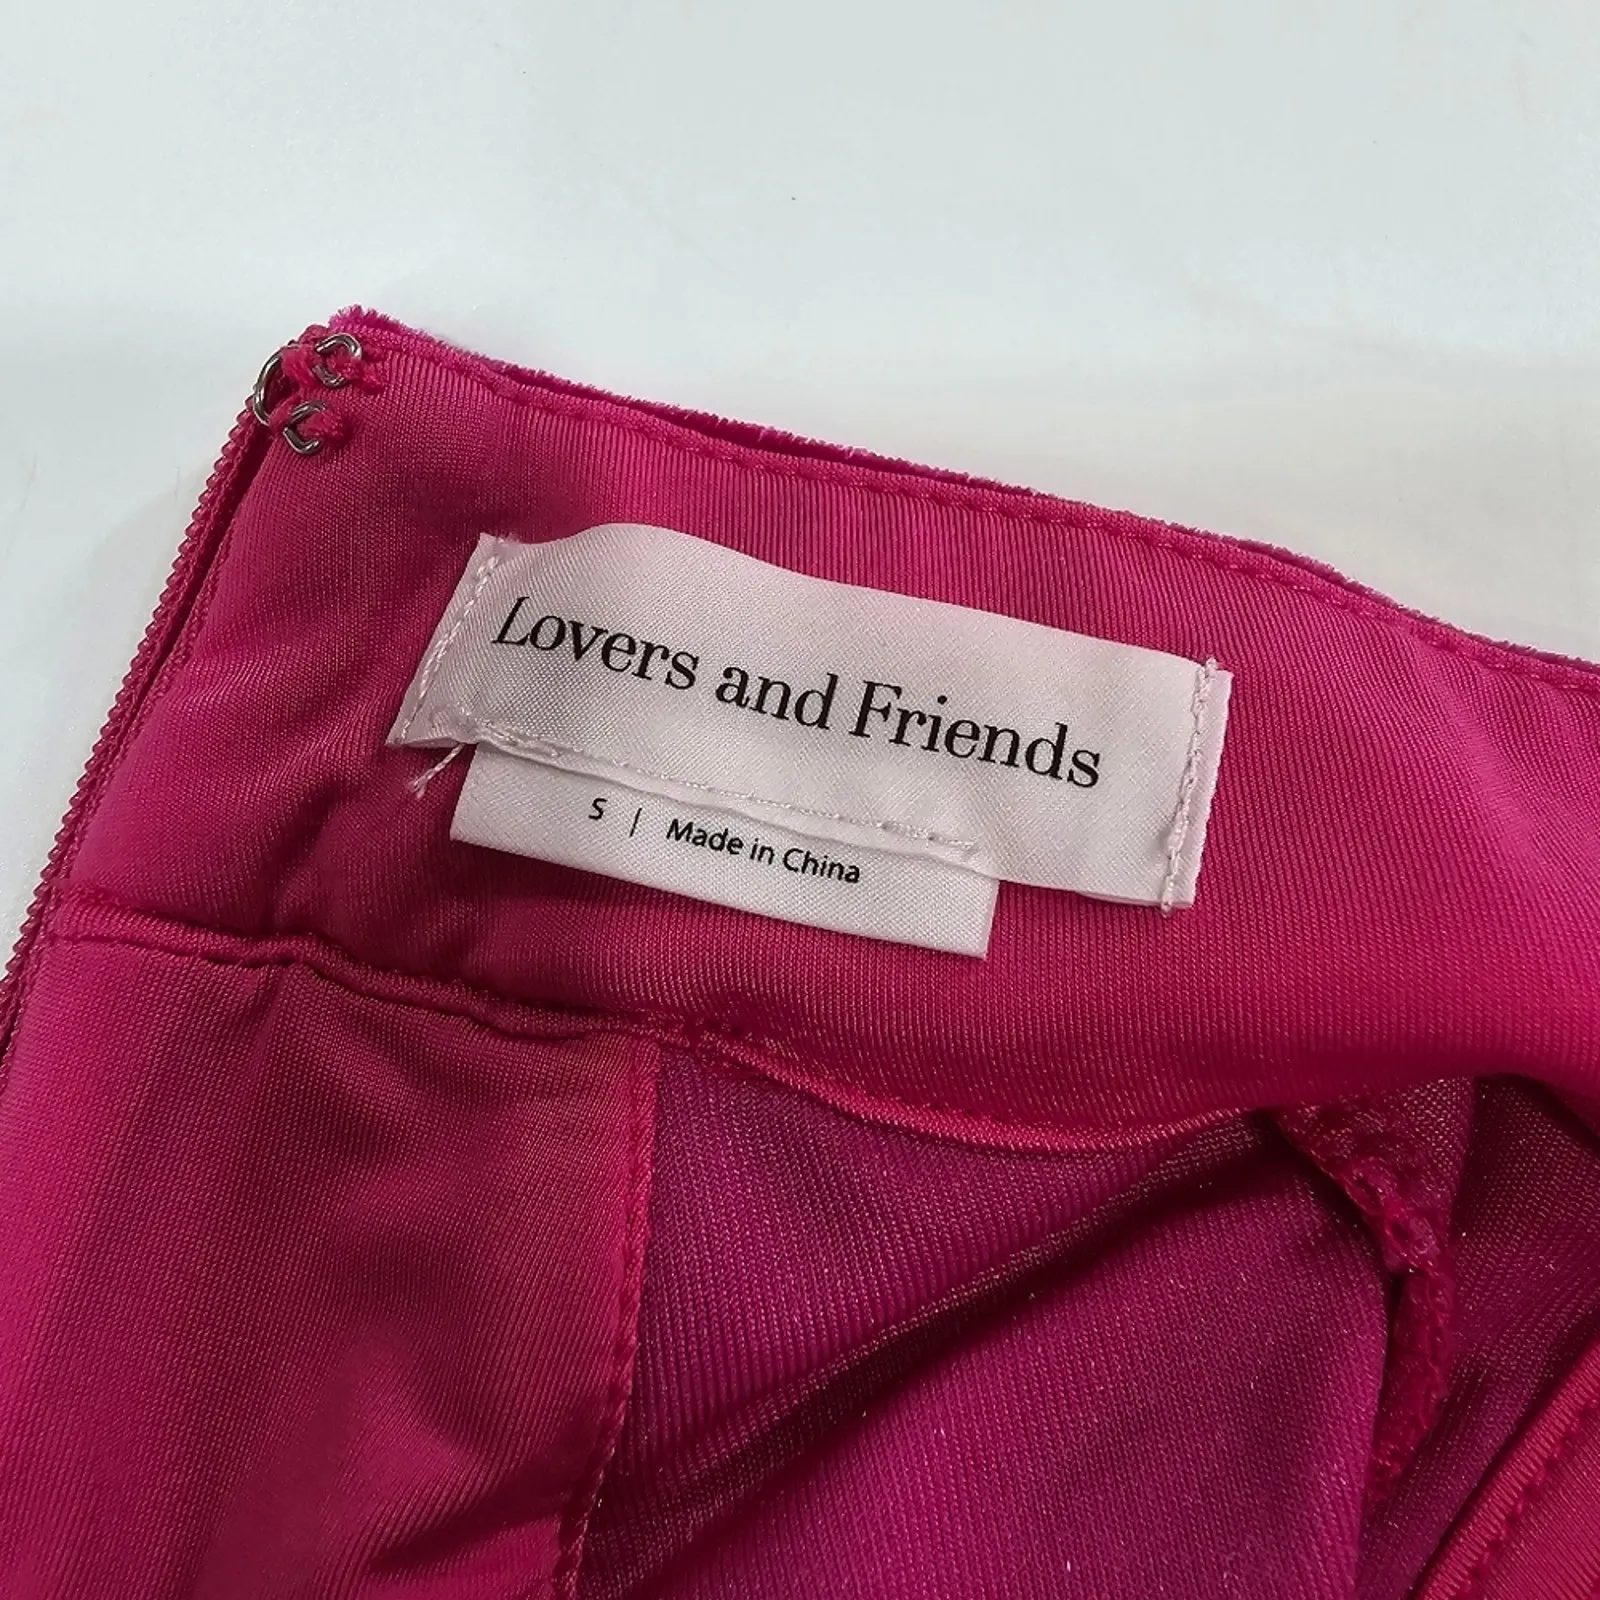 Lovers and Friends
S | Made in China